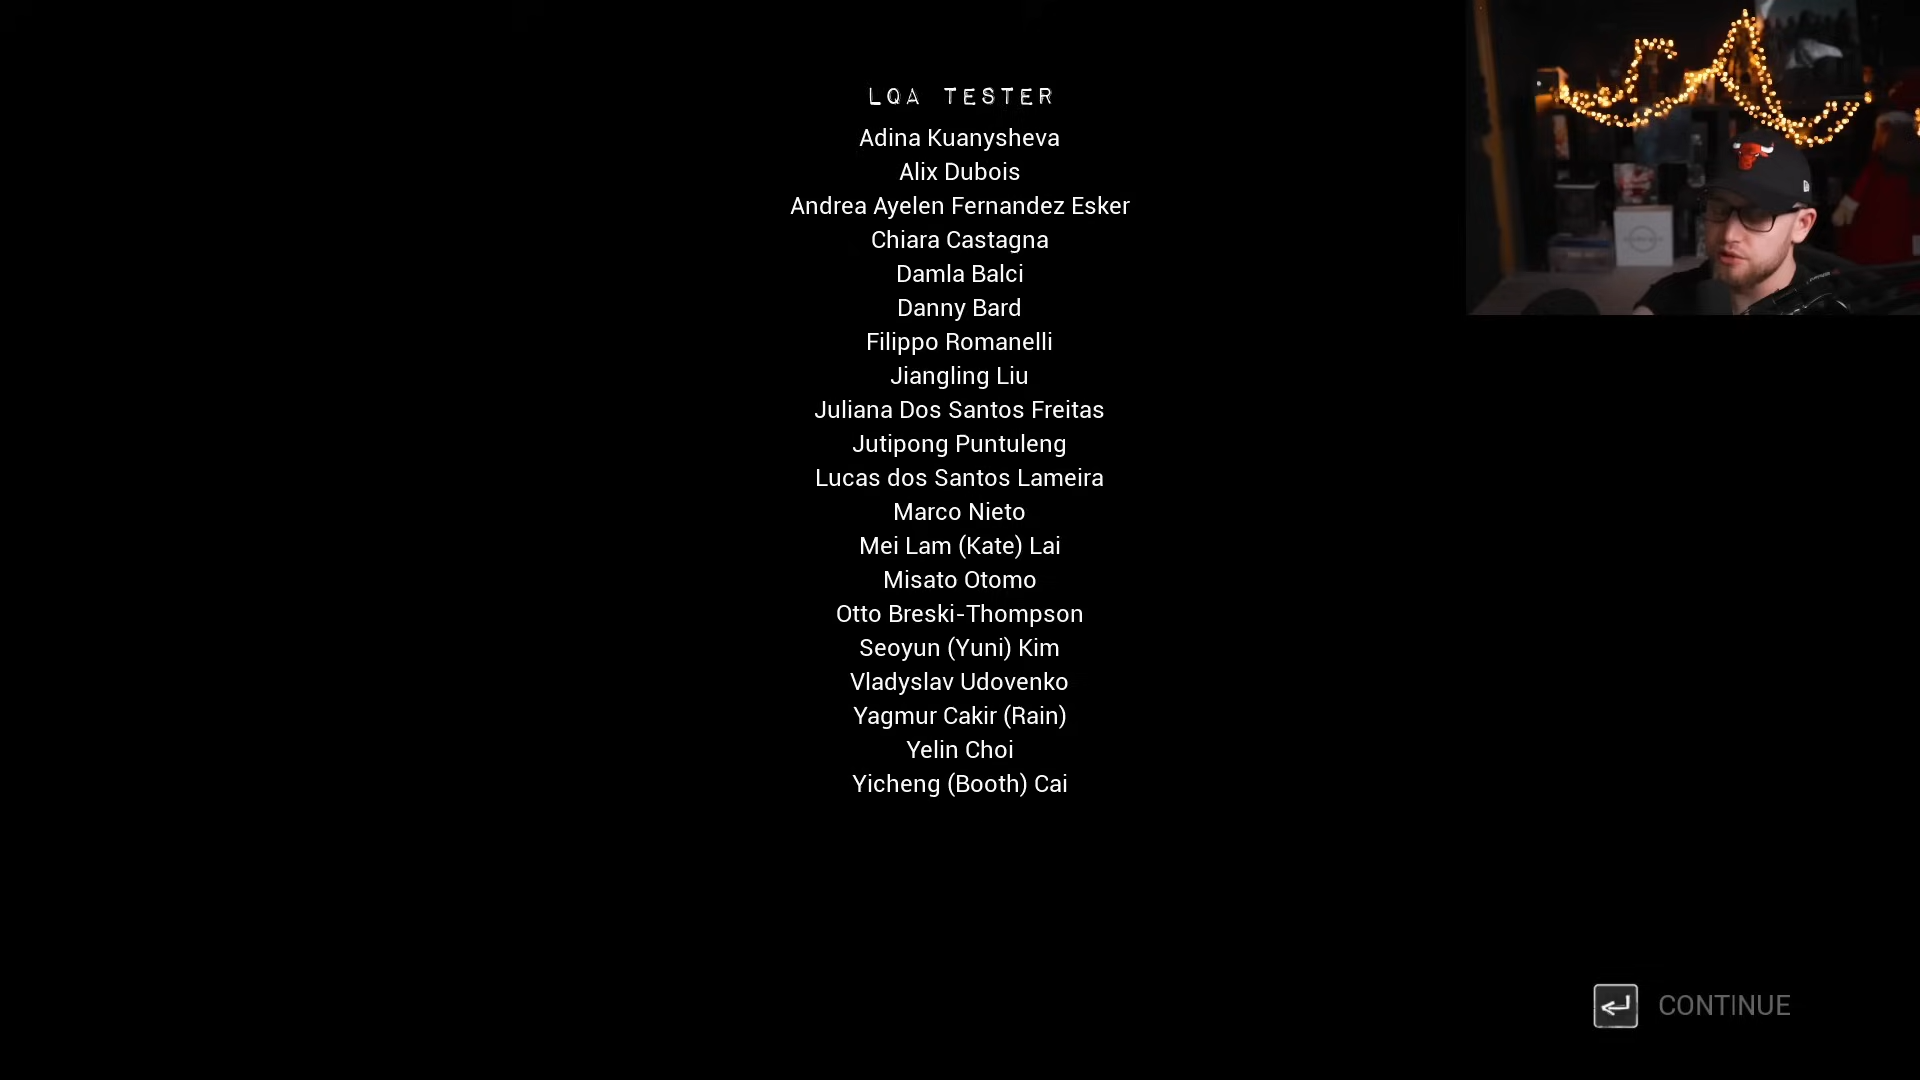 LQA TESTER
Adina Kuanysheva
Alix Dubois
Andrea Ayelen Fernandez Esker
Chiara Castagna
Damla Balci
Danny Bard
Filippo Romanelli
Jiangling Liu
Juliana Dos Santos Freitas
Jutipong Puntuleng
Lucas dos Santos Lameira
Marco Nieto
Mei Lam (Kate) Lai
Misato Otomo
Otto Breski-Thompson
Seoyun (Yuni) Kim
Vladyslav Udovenko
Yagmur Cakir (Rain)
Yelin Choi
Yicheng (Booth) Cai
CONTINUE